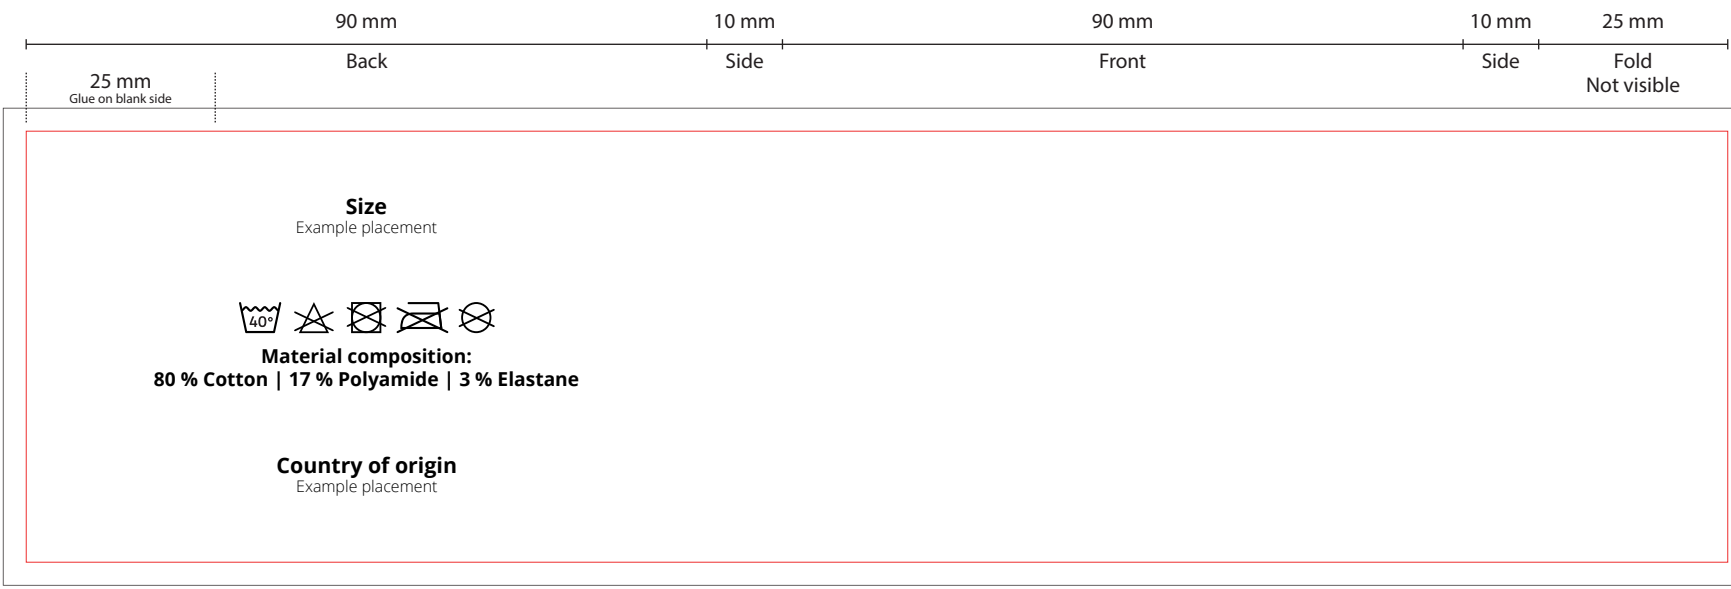 90 mm 10 mm 90 mm 10 mm 25 mm
Back Side Front Side Fold
Not visible
25 mm
Glue on blank side
Size
Example placement
40°
Material composition:
80 % Cotton | 17 % Polyamide | 3 % Elastane
Country of origin
Example placement